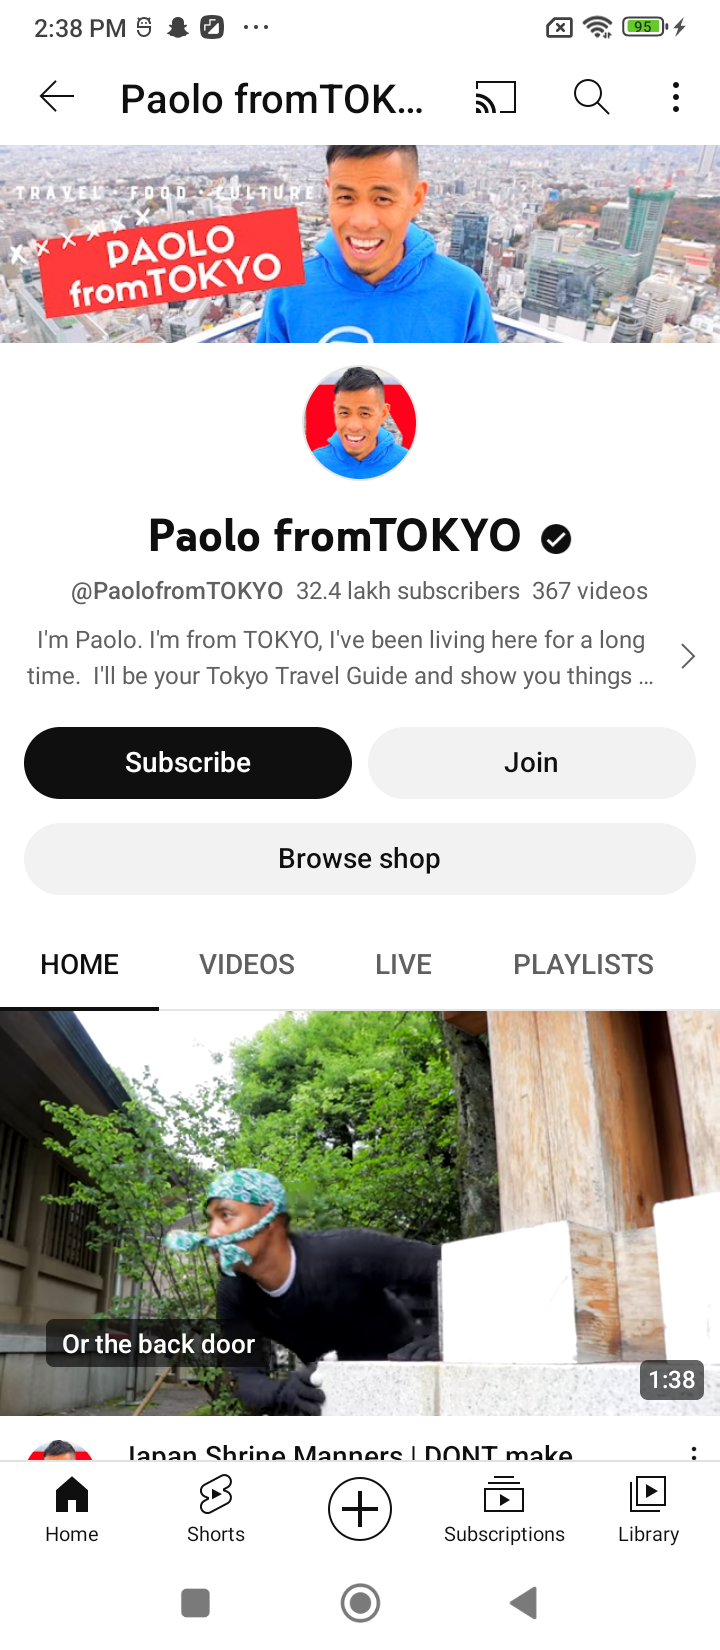 2:38 PM
95
Paolo fromTOK...
TRAVEL · FOOD · CULTURE
PAOLO
fromTOKYO
Paolo fromTOKYO
@PaolofromTOKYO 32.4 lakh subscribers 367 videos
I'm Paolo. I'm from TOKYO, I've been living here for a long
time. I'll be your Tokyo Travel Guide and show you things ...
Subscribe
Join
Browse shop
HOME
VIDEOS
LIVE
PLAYLISTS
Or the back door
1:38
Japan Shrine Manners | DONT make
Home
Shorts
Subscriptions
Library